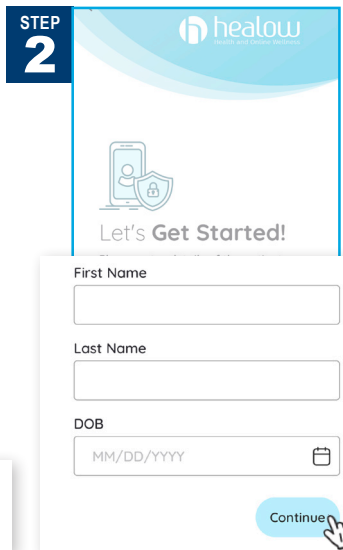 STEP
2
healow
Health and Online Wellness
Let's Get Started!
First Name
Last Name
DOB
MM/DD/YYYY
Continue